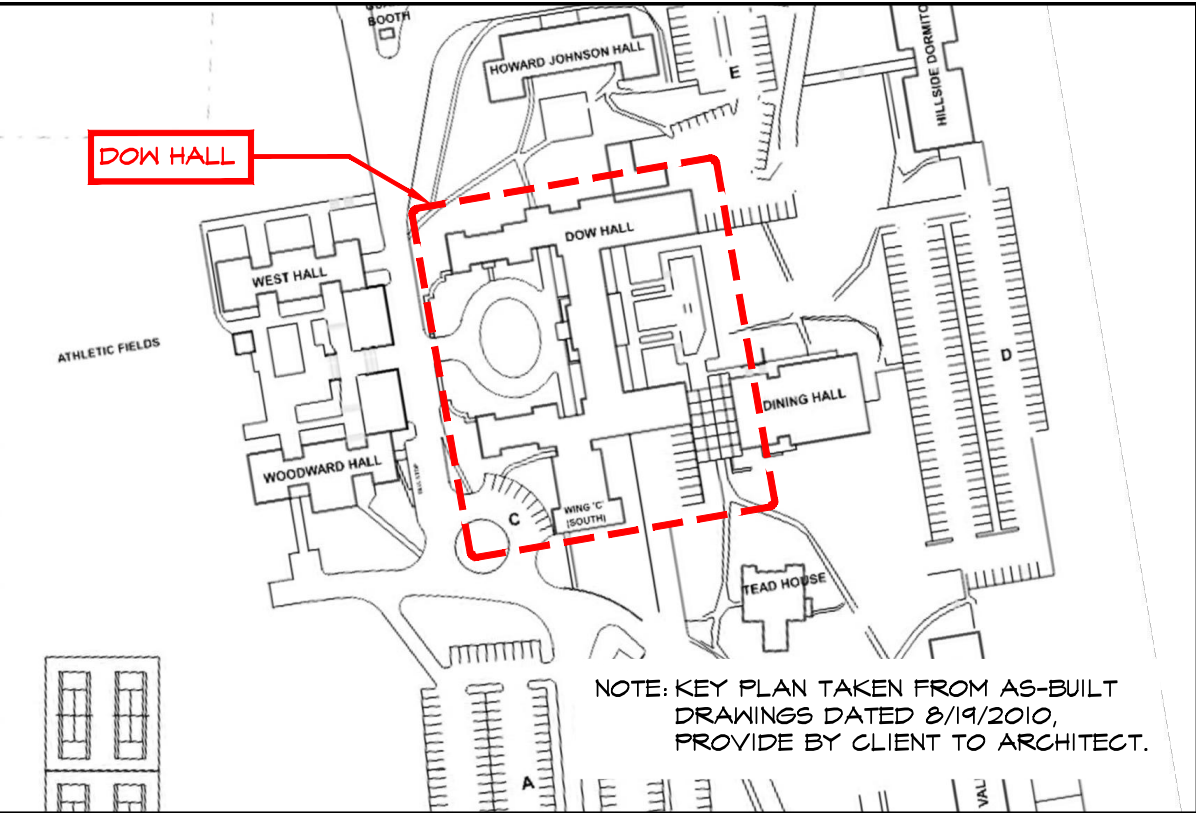 BOOTH
HOWARD JOHNSON HALL
E
HILLSIDE
DOW HALL
DOW HALL
WEST HALL
ATHLETIC FIELDS
D
DINING HALL
WOODWARD HALL
C
WING 'C'
(SOUTH)
TEAD HOUSE
NOTE: KEY PLAN TAKEN FROM AS-BUILT
DRAWINGS DATED 8/19/2010,
PROVIDE BY CLIENT TO ARCHITECT.
A
VAL